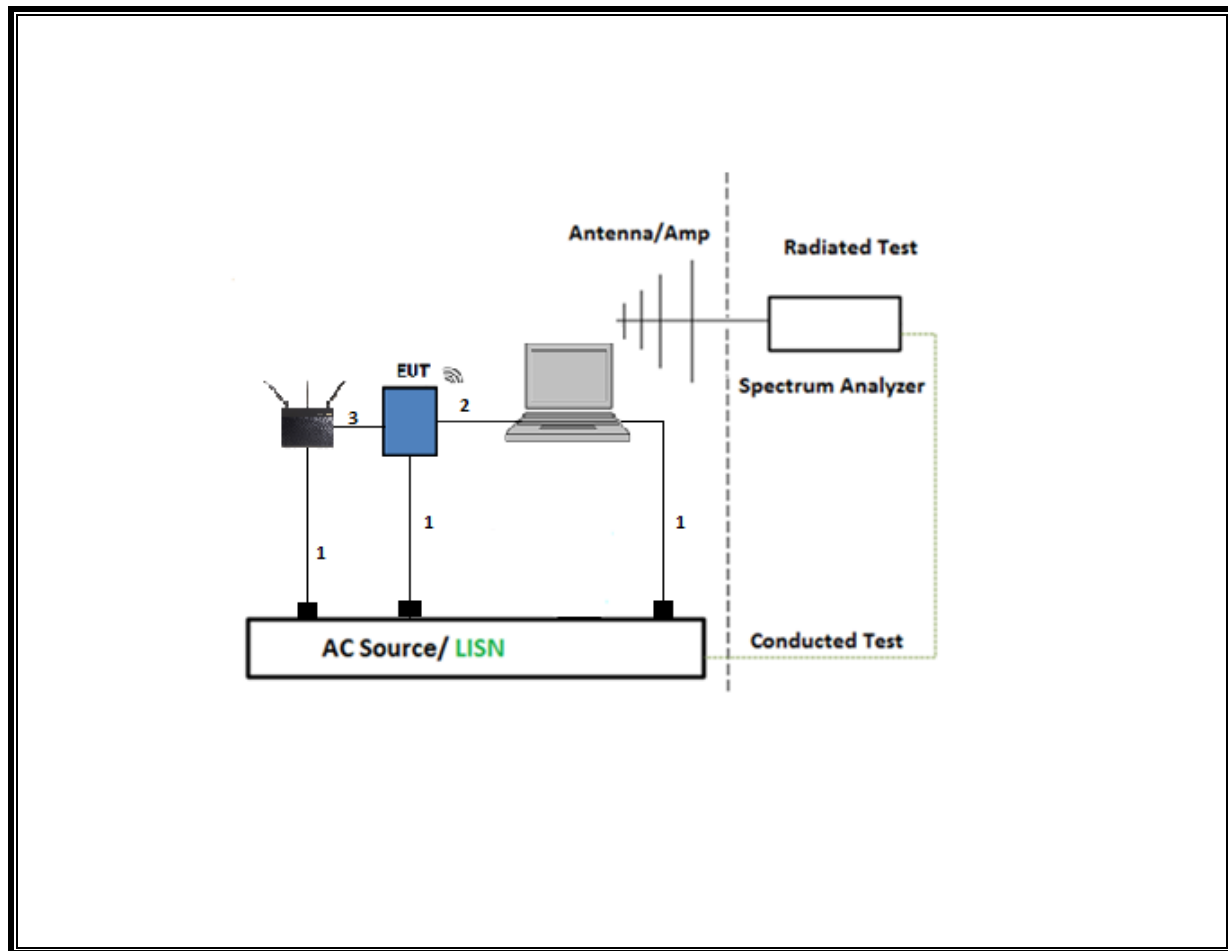 Antenna/Amp
Radiated Test
EUT
Spectrum Analyzer
2
3
1
1
1
AC Source/ LISN
Conducted Test